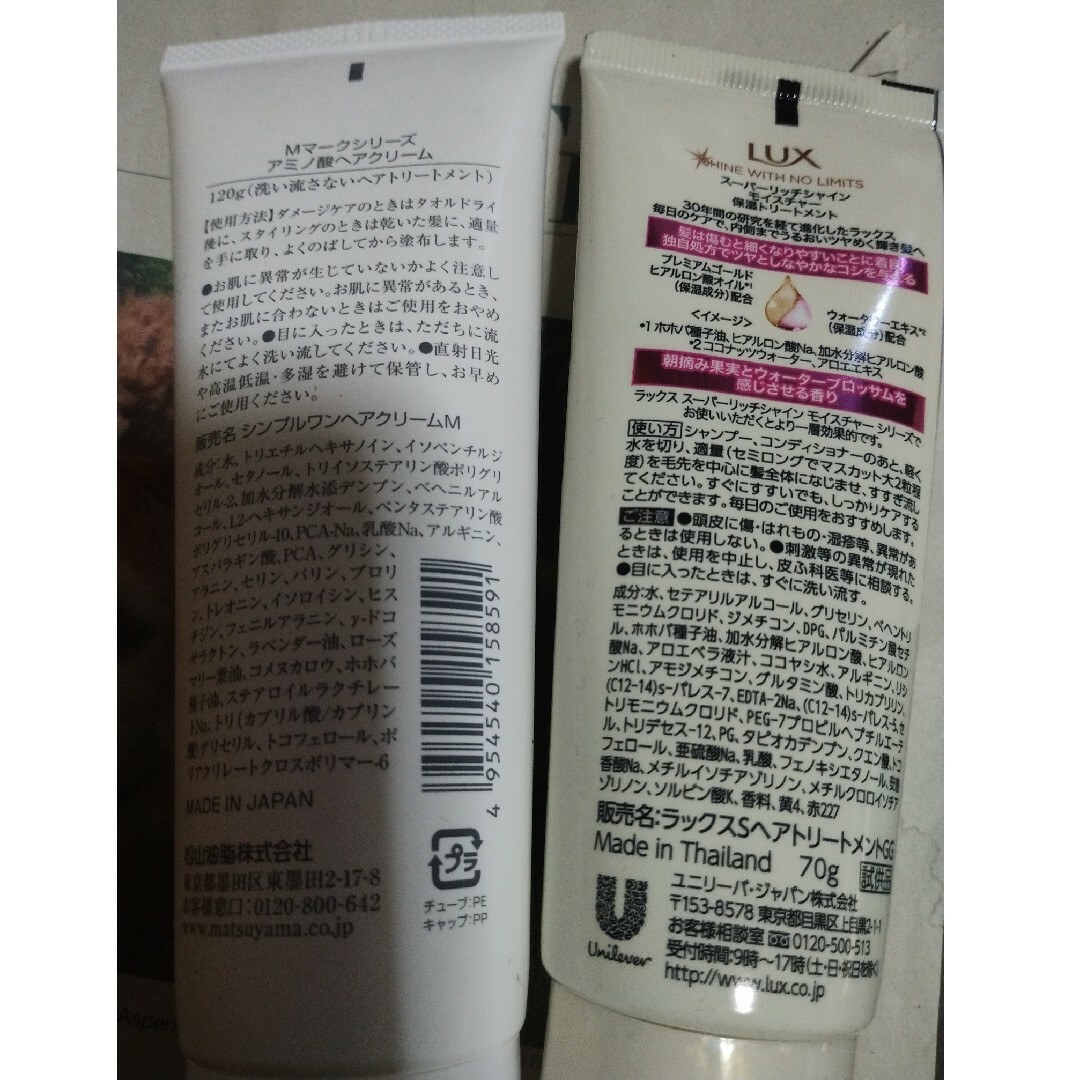 Mマークシリーズ
アミノ酸ヘアクリーム
120g(洗い流さないヘアトリートメント)
【使用方法】ダメージケアのときはタオルドライ
後に、スタイリングのときは乾いた髪に、適量
を手に取り、よくのばしてから塗布します。
●お肌に異常が生じていないかよく注意し
て使用してください。お肌に異常があるとき、
またお肌に合わないときはご使用をおやめ
ください。●目に入ったときは、ただちに流
水にてよく洗い流してください。●直射日光
や高温低温・多湿を避けて保管し、お早め
にご使用ください。
販売名 シンプルワンヘアクリームM
成分:水、トリエチルヘキサノイン、イソペンチルジ
オール、セタノール、トリイソステアリン酸ポリグリ
セリル-2、加水分解水添デンプン、ベヘニルアル
コール、1,2-ヘキサンジオール、ペンタステアリン酸
ポリグリセリル-10、PCA-Na、乳酸Na、アルギニン、
アスパラギン酸、PCA、グリシン、
アラニン、セリン、バリン、プロリ
ン、トレオニン、イソロイシン、ヒス
チジン、フェニルアラニン、γ-ドコ
サラクトン、ラベンダー油、ローズ
マリー葉油、コメヌカロウ、ホホバ
種子油、ステアロイルラクチレー
トNa、トリ(カプリル酸/カプリン
酸)グリセリル、トコフェロール、ポ
リアクリレートクロスポリマー-6
MADE IN JAPAN
松山油脂株式会社
東京都墨田区東墨田2-17-8
お客様窓口:0120-800-642
www.matsuyama.co.jp
4 954540 158591
プラ
チューブ:PE
キャップ:PP
Aspen
LUX
SHINE WITH NO LIMITS
スーパーリッチシャイン
モイスチャー
保湿トリートメント
30年間の研究を経て進化したラックス
毎日のケアで、内側までうるおいツヤめく輝き髪へ
髪は傷むと細くなりやすいことに着目
独自処方でツヤとしなやかなコシを与える
プレミアムゴールド
ヒアルロン酸オイル*1
(保湿成分)配合
ウォーターエキス*2
(保湿成分)配合
<イメージ>
*1 ホホバ種子油、ヒアルロン酸Na、加水分解ヒアルロン酸
*2 ココナッツウォーター、アロエエキス
朝摘み果実とウォーターブロッサムを
感じさせる香り
ラックス スーパーリッチシャイン モイスチャー シリーズで
お使いいただくとより一層効果的です。
使い方 シャンプー、コンディショナーのあと、軽く
水を切り、適量(セミロングでマスカット大2粒程
度)を毛先を中心に髪全体になじませ、すすぎ流し
てください。すぐにすすいでも、しっかりケアする
ことができます。毎日のご使用をおすすめします。
ご注意 ●頭皮に傷・はれもの・湿疹等、異常があ
るときは使用しない。●刺激等の異常が現れた
ときは、使用を中止し、皮ふ科医等に相談する。
●目に入ったときは、すぐに洗い流す。
成分:水、セテアリルアルコール、グリセリン、ベヘントリ
モニウムクロリド、ジメチコン、DPG、パルミチン酸セチ
ル、ホホバ種子油、加水分解ヒアルロン酸、ヒアルロン
酸Na、アロエベラ液汁、ココヤシ水、アルギニン、リシ
ンHCl、アモジメチコン、グルタミン酸、トリカプリリン、
(C12-14)s-パレス-7、EDTA-2Na、(C12-14)s-パレス-5、セ
トリモニウムクロリド、PEG-7プロピルヘプチルエーテ
ル、トリデセス-12、PG、タピオカデンプン、クエン酸、トコ
フェロール、亜硫酸Na、乳酸、フェノキシエタノール、安息
香酸Na、メチルイソチアゾリノン、メチルクロロイソチア
ゾリノン、ソルビン酸K、香料、黄4、赤227
販売名:ラックスSヘアトリートメントGG
Made in Thailand 70g 試供品
Unilever
ユニリーバ・ジャパン株式会社
〒153-8578 東京都目黒区上目黒2-1-1
お客様相談室 0120-500-513
受付時間:9時～17時(土・日・祝日を除く)
http://www.lux.co.jp